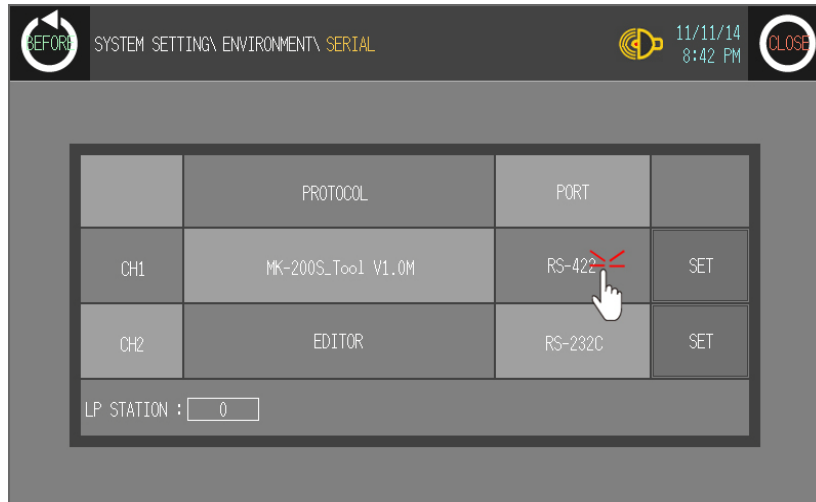 BEFORE
SYSTEM SETTING\ ENVIRONMENT\ SERIAL
11/11/14
8:42 PM
CLOSE
PROTOCOL PORT
CH1 MK-200S_Tool V1.0M RS-422 SET
CH2 EDITOR RS-232C SET
LP STATION : 0